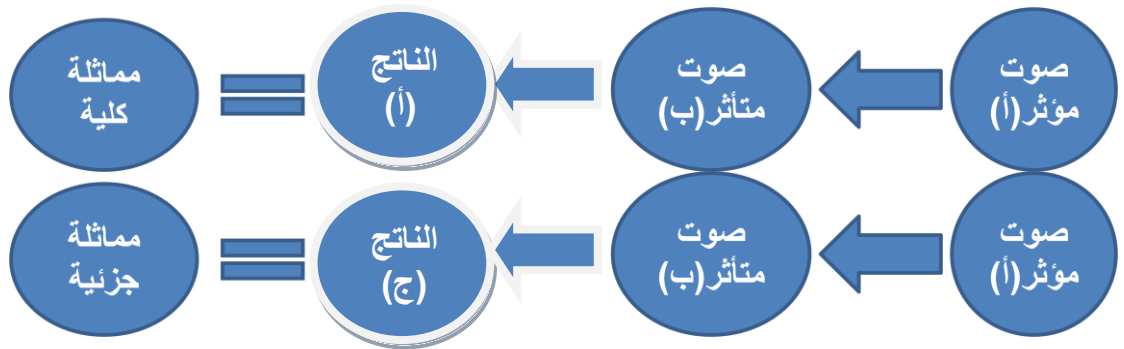 صوت
مؤثر(أ)
صوت
متأثر(ب)
الناتج
(أ)
مماثلة
كلية
صوت
مؤثر(أ)
صوت
متأثر(ب)
الناتج
(ج)
مماثلة
جزئية